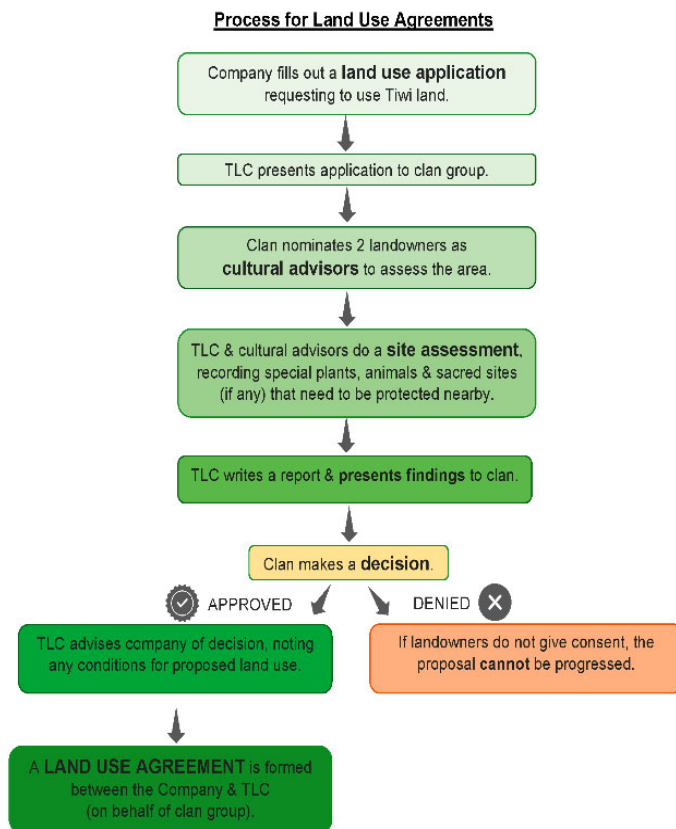 Process for Land Use Agreements
Company fills out a land use application
requesting to use Tiwi land.
TLC presents application to clan group.
Clan nominates 2 landowners as
cultural advisors to assess the area.
TLC & cultural advisors do a site assessment,
recording special plants, animals & sacred sites
(if any) that need to be protected nearby.
TLC writes a report & presents findings to clan.
Clan makes a decision.
APPROVED
DENIED
TLC advises company of decision, noting
any conditions for proposed land use.
If landowners do not give consent, the
proposal cannot be progressed.
A LAND USE AGREEMENT is formed
between the Company & TLC
(on behalf of clan group).